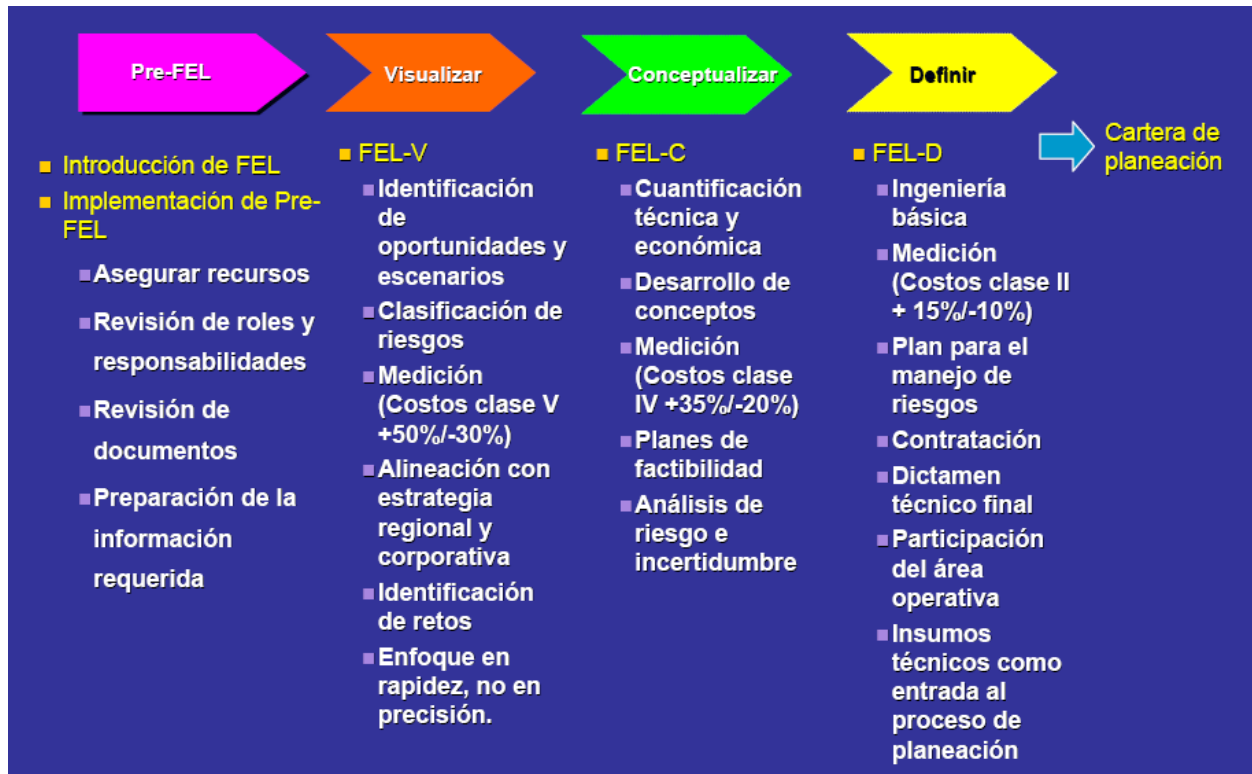 Pre-FEL
Visualizar
Conceptualizar
Definir
Introducción de FEL
Implementación de Pre-
FEL
Asegurar recursos
Revisión de roles y
responsabilidades
Revisión de
documentos
Preparación de la
información
requerida
FEL-V
Identificación
de
oportunidades y
escenarios
Clasificación de
riesgos
Medición
(Costos clase V
+50%/-30%)
Alineación con
estrategia
regional y
corporativa
Identificación
de retos
Enfoque en
rapidez, no en
precisión.
FEL-C
Cuantificación
técnica y
económica
Desarrollo de
conceptos
Medición
(Costos clase
IV +35%/-20%)
Planes de
factibilidad
Análisis de
riesgo e
incertidumbre
FEL-D
Ingeniería
básica
Medición
(Costos clase II
+ 15%/-10%)
Plan para el
manejo de
riesgos
Contratación
Dictamen
técnico final
Participación
del área
operativa
Insumos
técnicos como
entrada al
proceso de
planeación
Cartera de
planeación